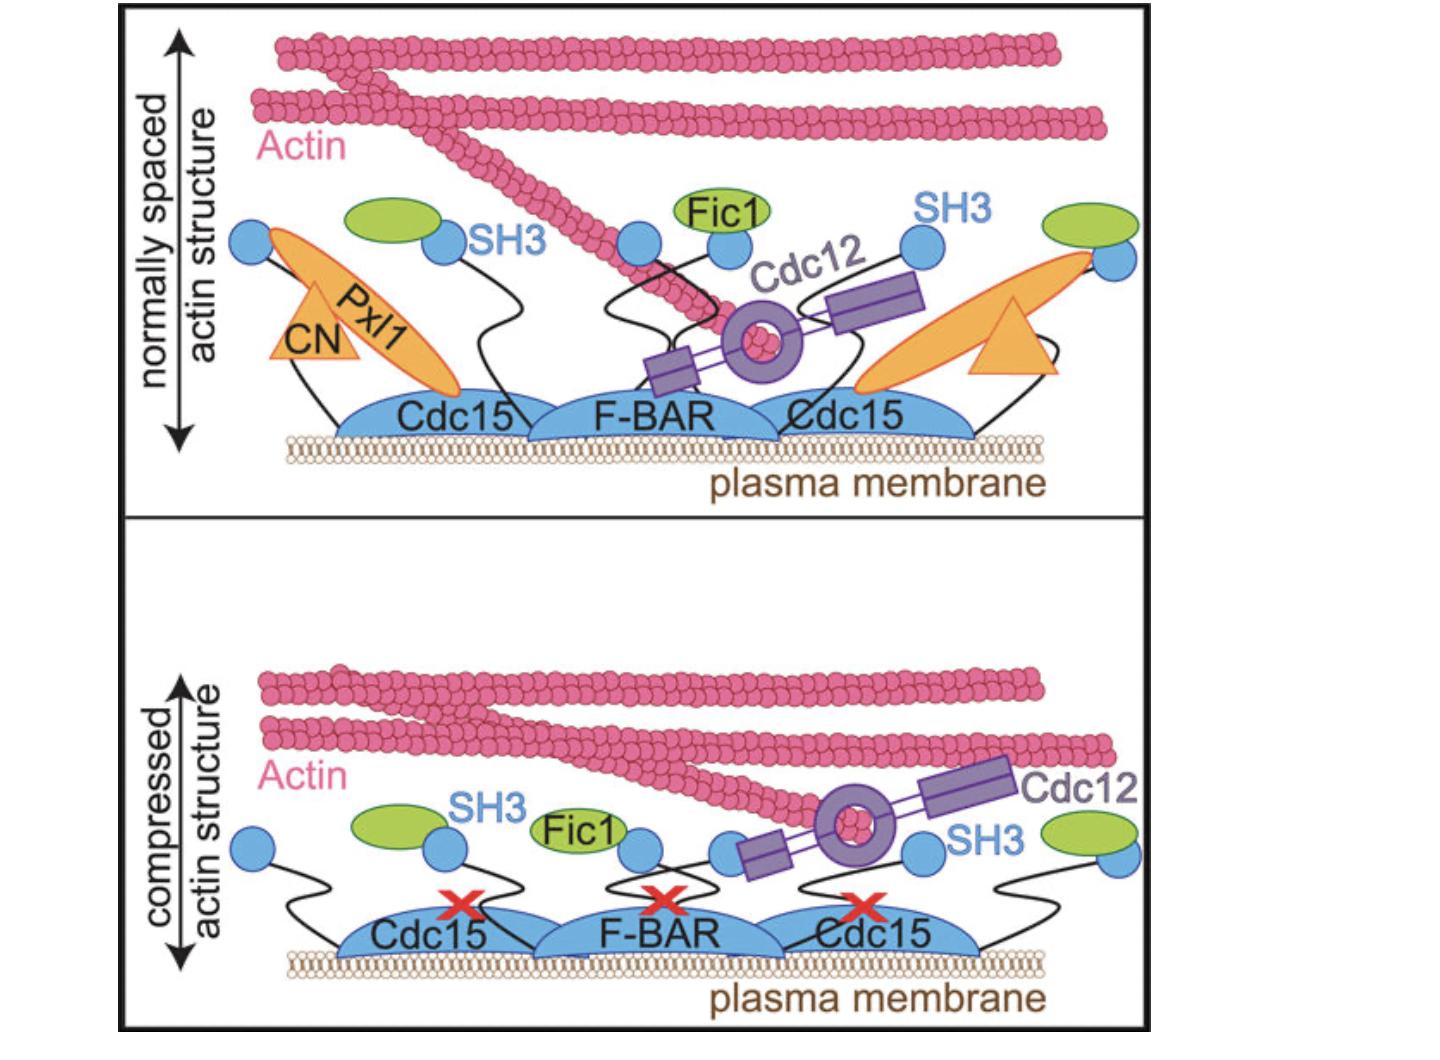 normally spaced
actin structure
Actin
SH3
Fic1
SH3
Cdc12
Pxl1
CN
Cdc15
F-BAR
Cdc15
plasma membrane
compressed
actin structure
Actin
SH3
Fic1
Cdc12
SH3
Cdc15
F-BAR
Cdc15
plasma membrane